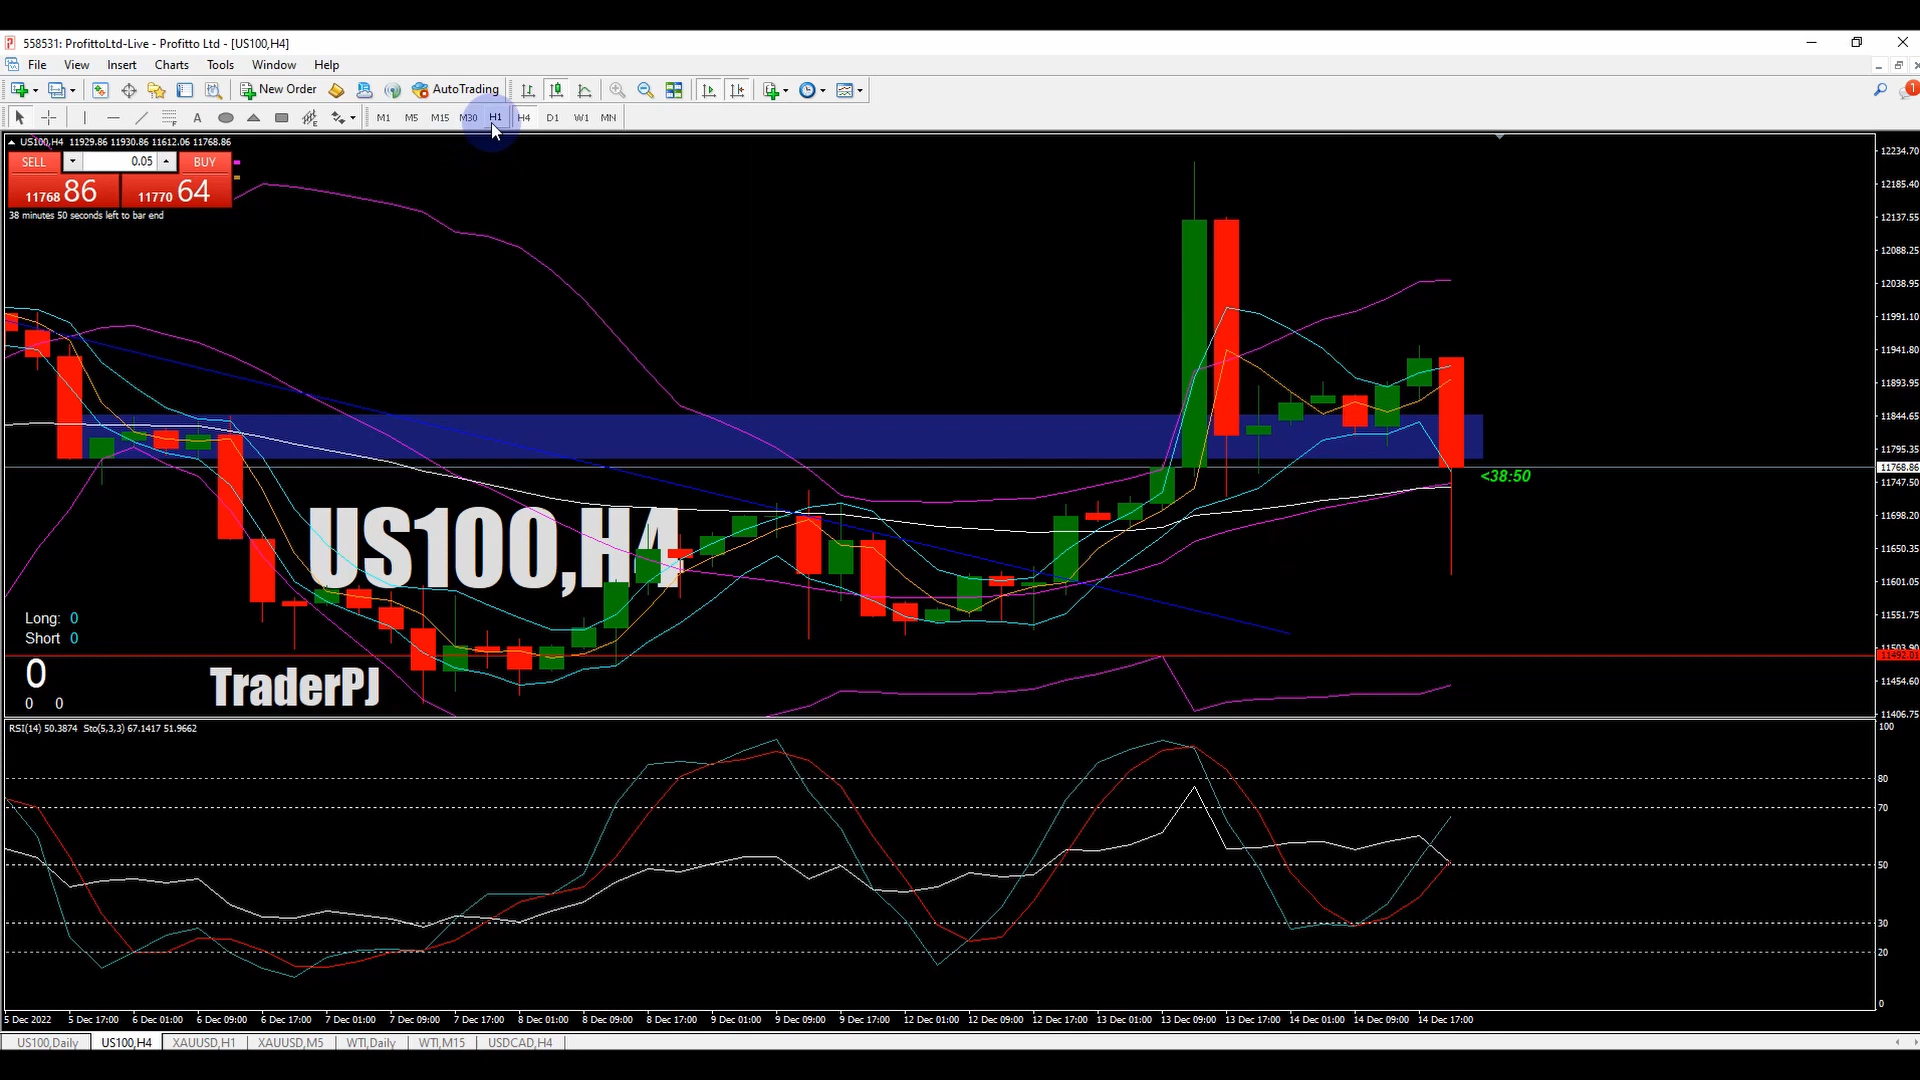 558531: ProfittoLtd-Live - Profitto Ltd - [US100,H4]
File View Insert Charts Tools Window Help
New Order AutoTrading
A M1 M5 M15 M30 H1 H4 D1 W1 MN
US100,H4 11929.86 11930.86 11612.06 11768.86
SELL 0.05 BUY
11768 86 11770 64
38 minutes 50 seconds left to bar end
12234.70
12185.40
12137.55
12088.25
12038.95
11991.10
11941.80
11893.95
11844.65
11795.35
11768.86
<38:50
11747.50
11698.20
11650.35
11601.05
11551.75
11503.90
11492.01
11454.60
11406.75
US100,H4
Long: 0
Short 0
0
0 0
TraderPJ
RSI(14) 50.3874 Sto(5,3,3) 67.1417 51.9662
100
80
70
50
30
20
0
5 Dec 2022 5 Dec 17:00 6 Dec 01:00 6 Dec 09:00 6 Dec 17:00 7 Dec 01:00 7 Dec 09:00 7 Dec 17:00 8 Dec 01:00 8 Dec 09:00 8 Dec 17:00 9 Dec 01:00 9 Dec 09:00 9 Dec 17:00 12 Dec 01:00 12 Dec 09:00 12 Dec 17:00 13 Dec 01:00 13 Dec 09:00 13 Dec 17:00 14 Dec 01:00 14 Dec 09:00 14 Dec 17:00
US100,Daily US100,H4 XAUUSD,H1 XAUUSD,M5 WTI,Daily WTI,M15 USDCAD,H4